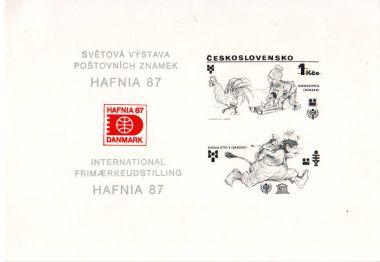 SVĚTOVÁ VÝSTAVA
POŠTOVNÍCH ZNÁMEK
HAFNIA 87
HAFNIA 87
DANMARK
INTERNATIONAL
FRIMÆRKEUDSTILLING
HAFNIA 87
ČESKOSLOVENSKO
1 Kčs